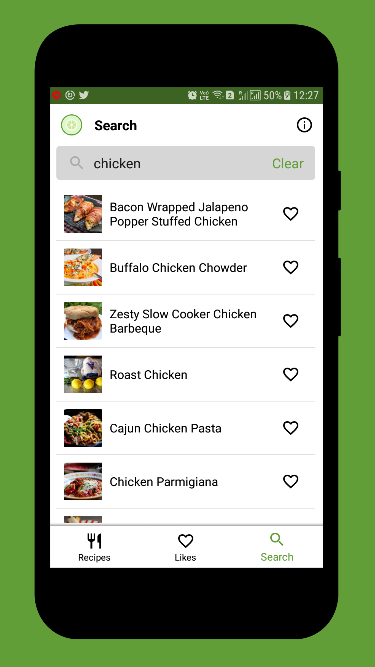 Vo) LTE 2 50% 12:27
Search
chicken Clear
Bacon Wrapped Jalapeno
Popper Stuffed Chicken
Buffalo Chicken Chowder
Zesty Slow Cooker Chicken
Barbeque
Roast Chicken
Cajun Chicken Pasta
Chicken Parmigiana
Recipes Likes Search